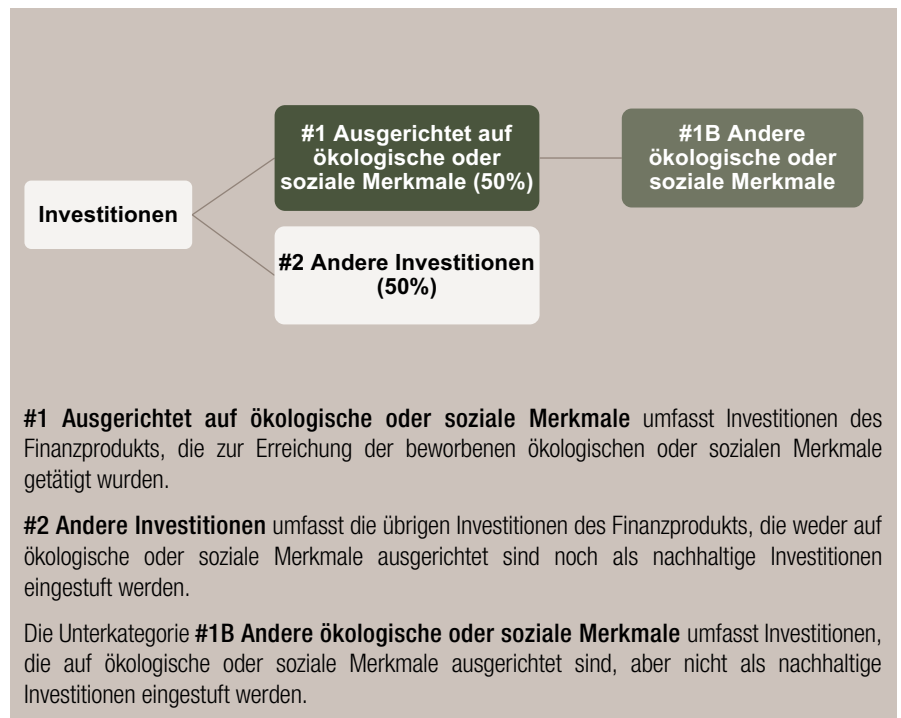 #1 Ausgerichtet auf
ökologische oder
soziale Merkmale (50%)
#1B Andere
ökologische oder
soziale Merkmale
Investitionen
#2 Andere Investitionen
(50%)
#1 Ausgerichtet auf ökologische oder soziale Merkmale umfasst Investitionen des
Finanzprodukts, die zur Erreichung der beworbenen ökologischen oder sozialen Merkmale
getätigt wurden.
#2 Andere Investitionen umfasst die übrigen Investitionen des Finanzprodukts, die weder auf
ökologische oder soziale Merkmale ausgerichtet sind noch als nachhaltige Investitionen
eingestuft werden.
Die Unterkategorie #1B Andere ökologische oder soziale Merkmale umfasst Investitionen,
die auf ökologische oder soziale Merkmale ausgerichtet sind, aber nicht als nachhaltige
Investitionen eingestuft werden.